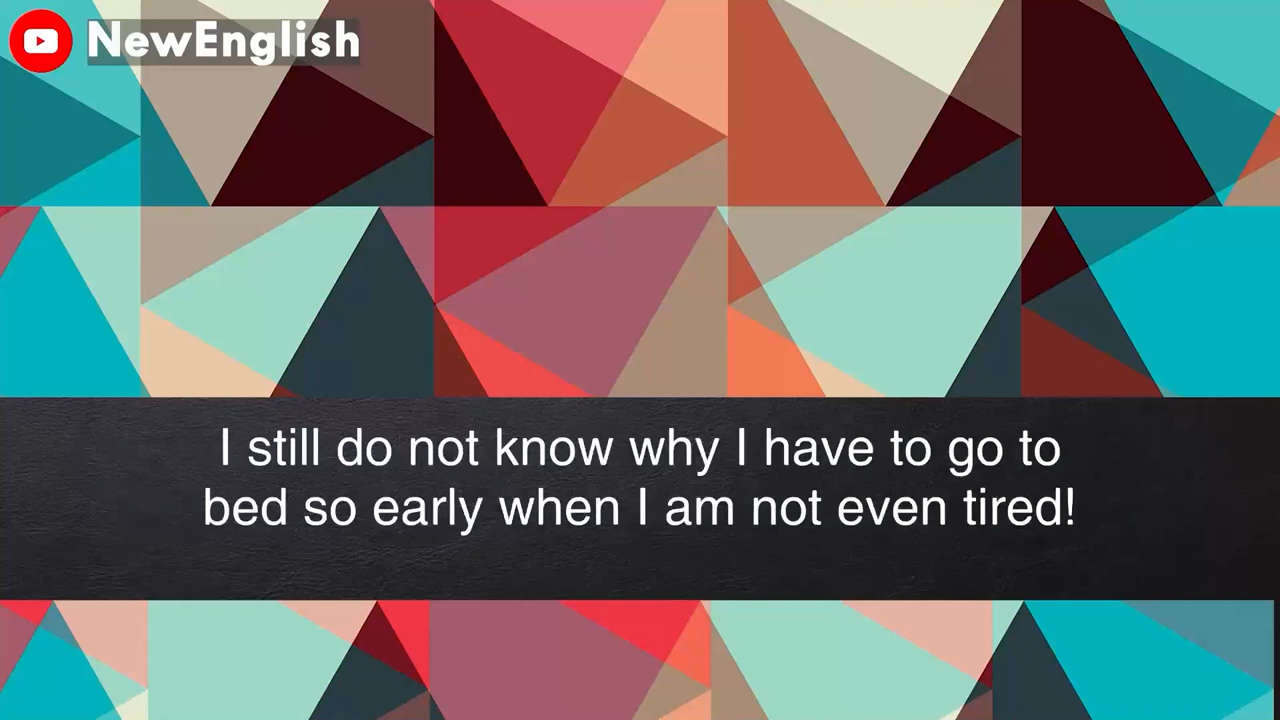 NewEnglish
I still do not know why I have to go to
bed so early when I am not even tired!